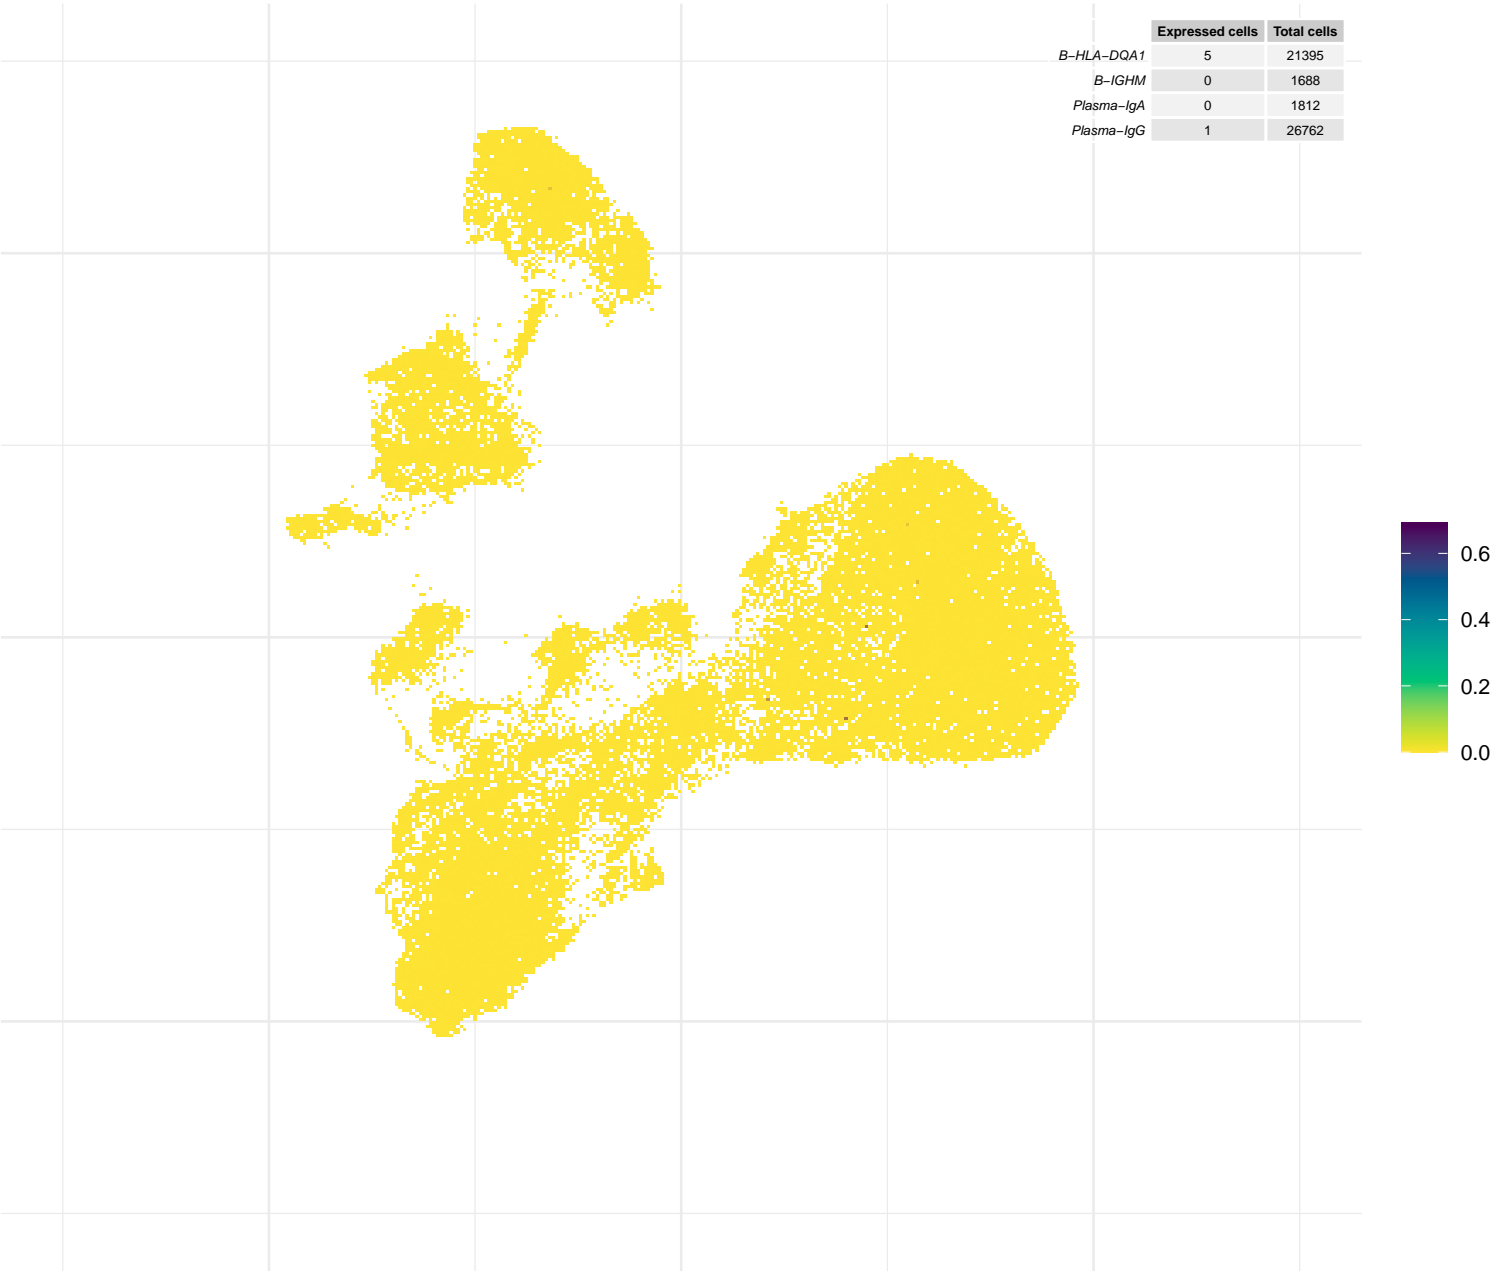 Expressed cells Total cells
B−HLA−DQA1 5 21395
B−IGHM 0 1688
Plasma−IgA 0 1812
Plasma−IgG 1 26762
0.6
0.4
0.2
0.0